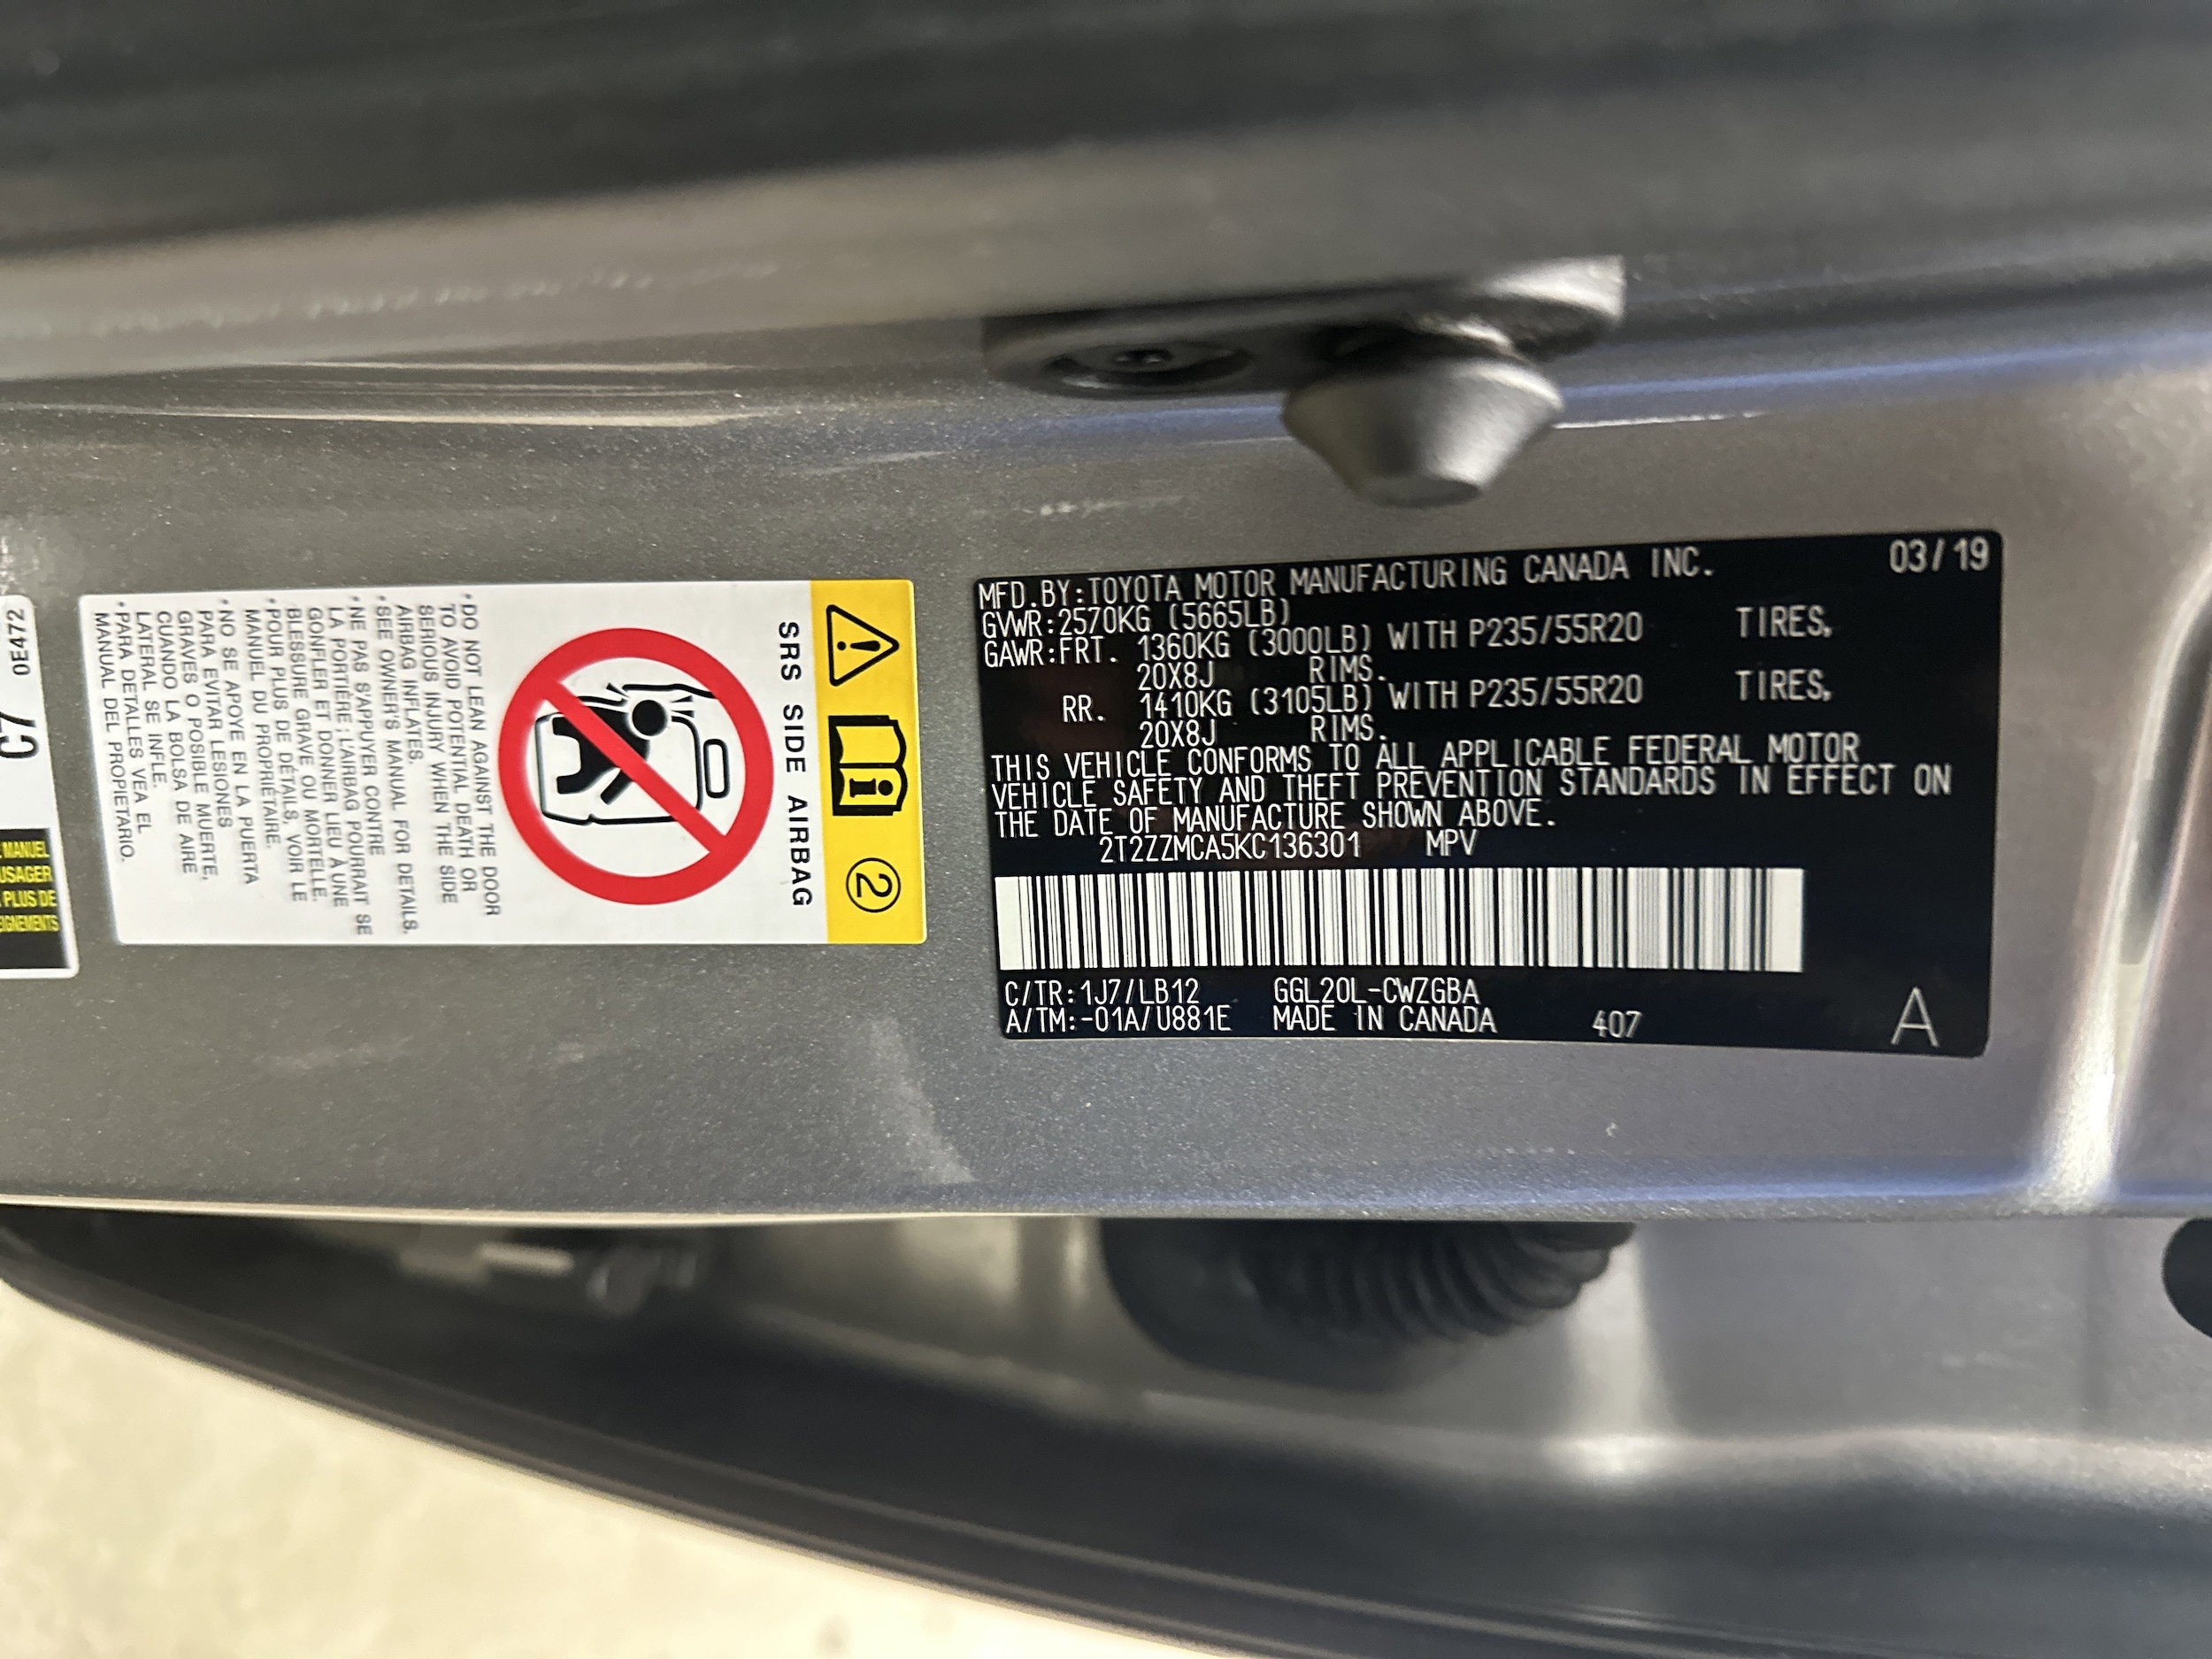 MFD.BY:TOYOTA MOTOR MANUFACTURING CANADA INC. 03/19
GVWR:2570KG (5665LB)
GAWR:FRT. 1360KG (3000LB) WITH P235/55R20 TIRES,
20X8J RIMS.
RR. 1410KG (3105LB) WITH P235/55R20 TIRES,
20X8J RIMS.
THIS VEHICLE CONFORMS TO ALL APPLICABLE FEDERAL MOTOR
VEHICLE SAFETY AND THEFT PREVENTION STANDARDS IN EFFECT ON
THE DATE OF MANUFACTURE SHOWN ABOVE.
2T2ZZMCA5KC136301 MPV
C/TR:1J7/LB12 GGL20L-CWZGBA
A/TM:-01A/U881E MADE IN CANADA 407 A
2
SRS SIDE AIRBAG
•DO NOT LEAN AGAINST THE DOOR
TO AVOID POTENTIAL DEATH OR
SERIOUS INJURY WHEN THE SIDE
AIRBAG INFLATES.
•SEE OWNER'S MANUAL FOR DETAILS.
•NE PAS S'APPUYER CONTRE
LA PORTIÈRE ; L'AIRBAG POURRAIT SE
GONFLER ET DONNER LIEU À UNE
BLESSURE GRAVE OU MORTELLE.
•POUR PLUS DE DÉTAILS, VOIR LE
MANUEL DU PROPRIÉTAIRE.
•NO SE APOYE EN LA PUERTA
PARA EVITAR LESIONES
GRAVES O POSIBLE MUERTE,
CUANDO LA BOLSA DE AIRE
LATERAL SE INFLE.
•PARA DETALLES VEA EL
MANUAL DEL PROPIETARIO.
0E472
MANUEL
USAGER
PLUS DE